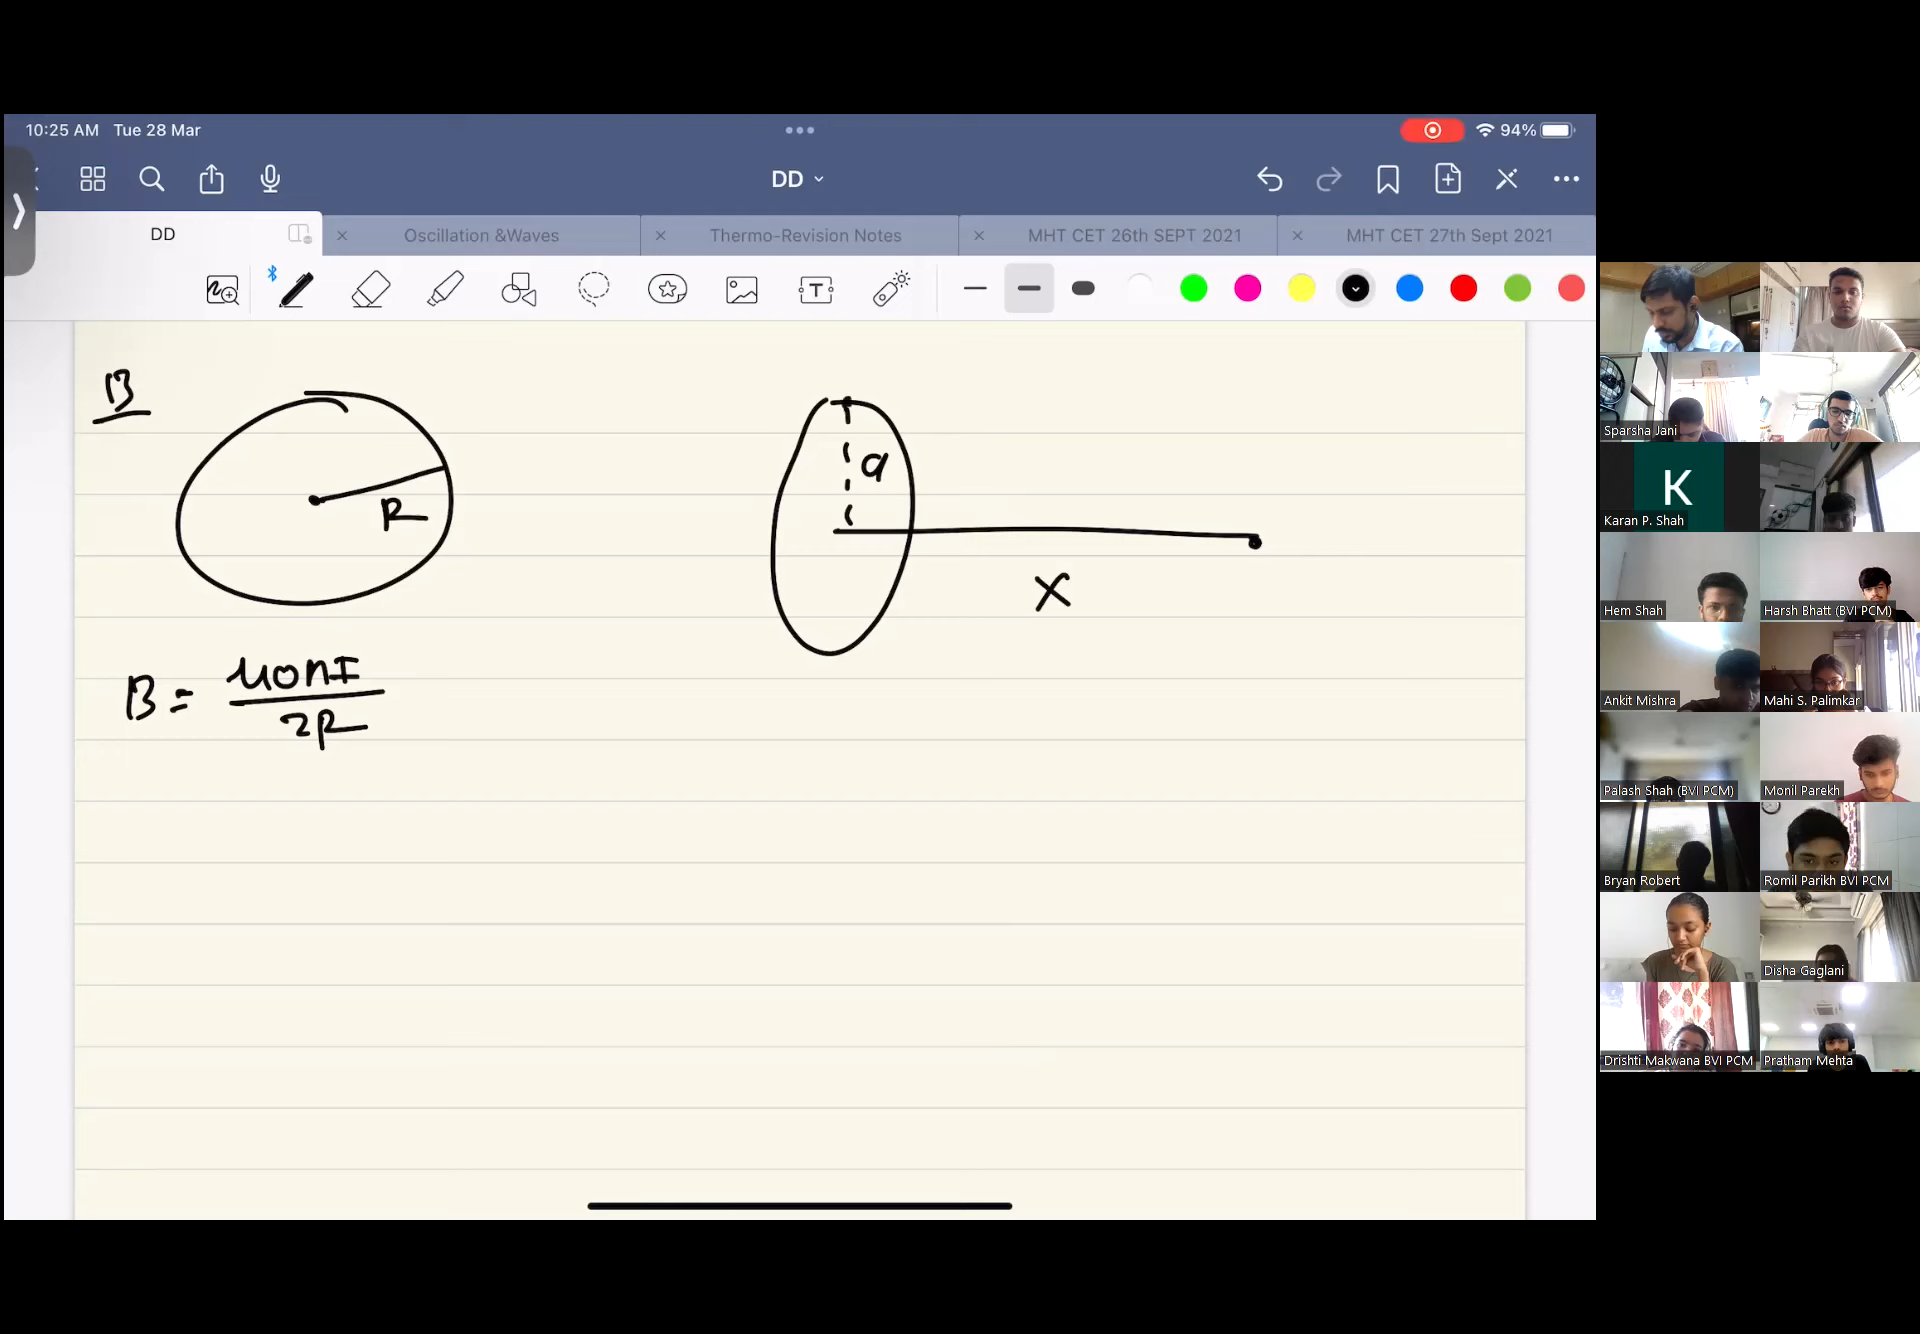 10:25 AM Tue 28 Mar
94%
DD
DD
Oscillation &Waves
Thermo-Revision Notes
MHT CET 26th SEPT 2021
MHT CET 27th Sept 2021
T
B
R
a
x
B = μ0nI
2R
Sparsha Jani
K
Karan P. Shah
Hem Shah
Harsh Bhatt (BVI PCM)
Ankit Mishra
Mahi S. Palimkar
Palash Shah (BVI PCM)
Monil Parekh
Bryan Robert
Romil Parikh BVI PCM
Disha Gaglani
Drishti Makwana BVI PCM
Pratham Mehta